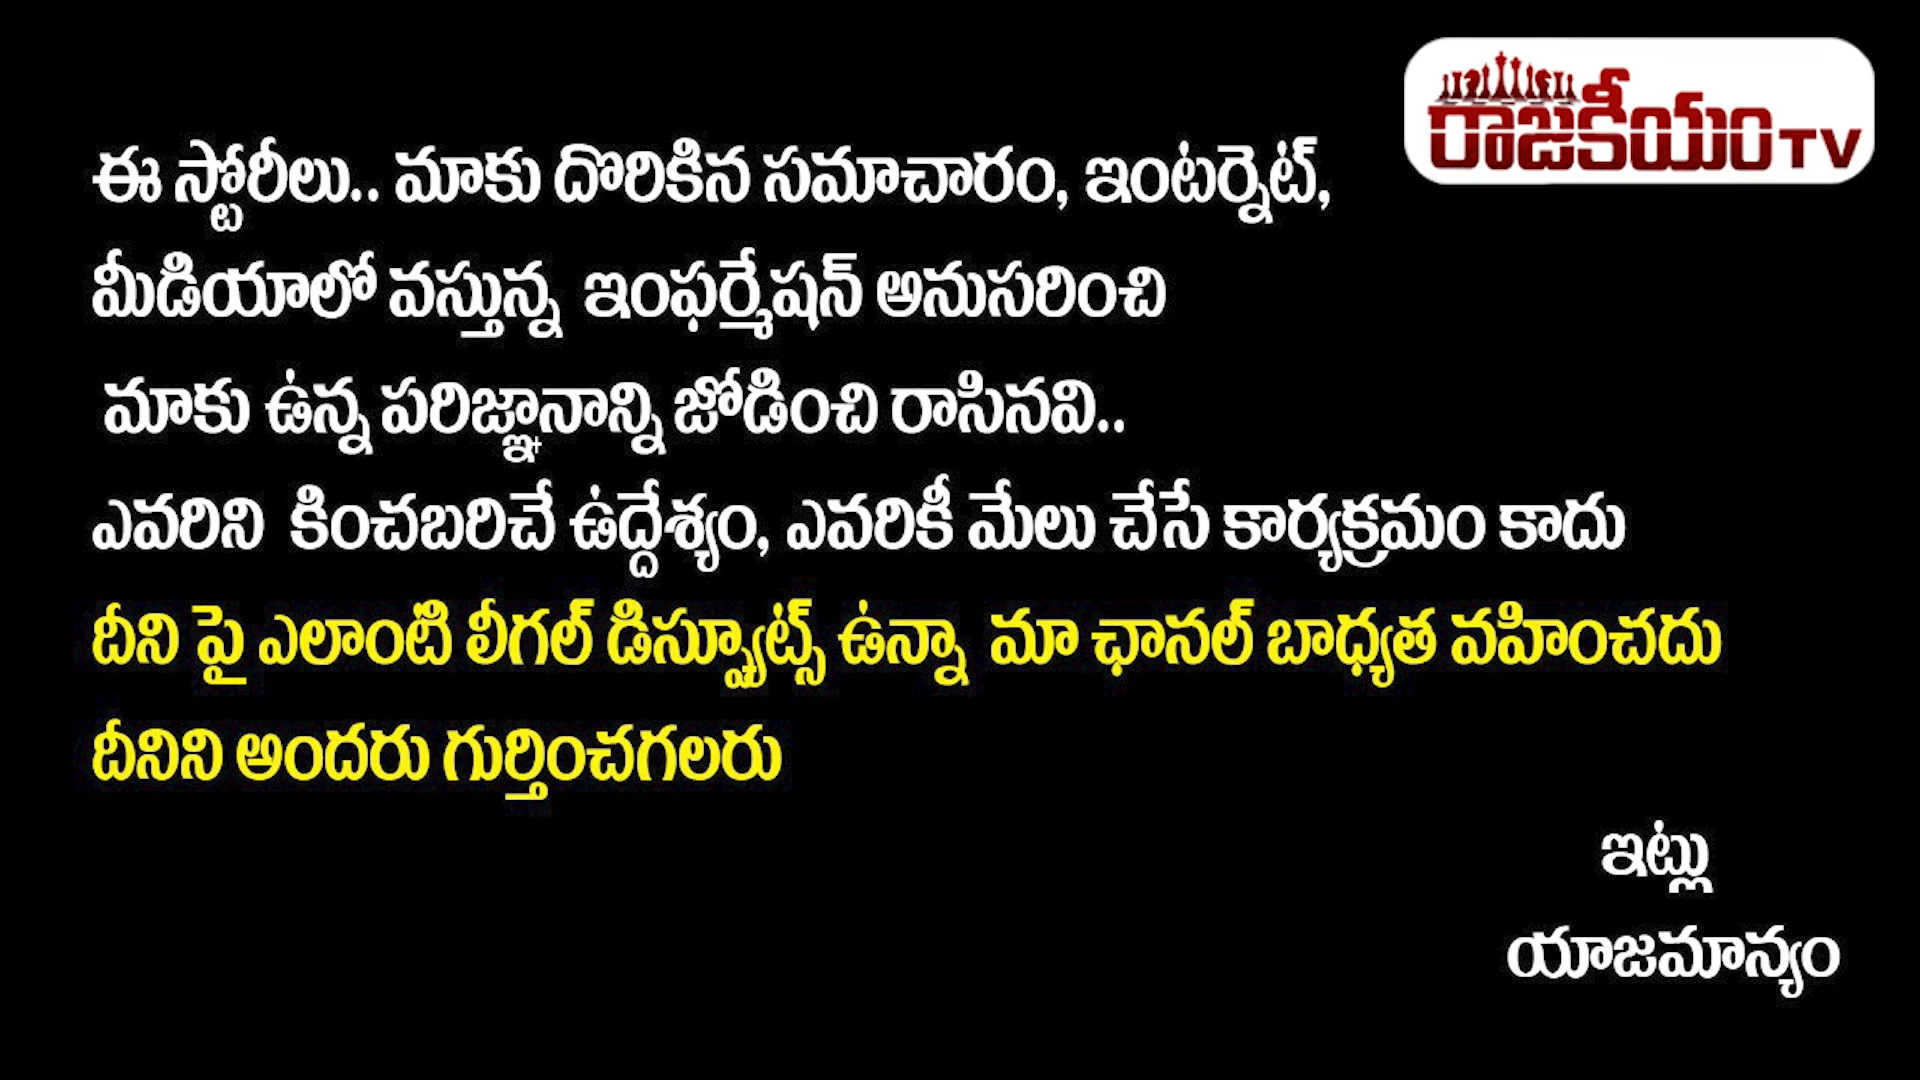 రాజకీయం TV
ఈ స్టోరీలు.. మాకు దొరికిన సమాచారం, ఇంటర్నెట్,
మీడియాలో వస్తున్న ఇంఫర్మేషన్ అనుసరించి
మాకు ఉన్న పరిజ్ఞానాన్ని జోడించి రాసినవి..
ఎవరిని కించబరిచే ఉద్దేశ్యం, ఎవరికీ మేలు చేసే కార్యక్రమం కాదు
దీని పై ఎలాంటి లీగల్ డిస్ప్యూట్స్ ఉన్నా మా ఛానల్ బాధ్యత వహించదు
దీనిని అందరు గుర్తించగలరు
ఇట్లు
యాజమాన్యం